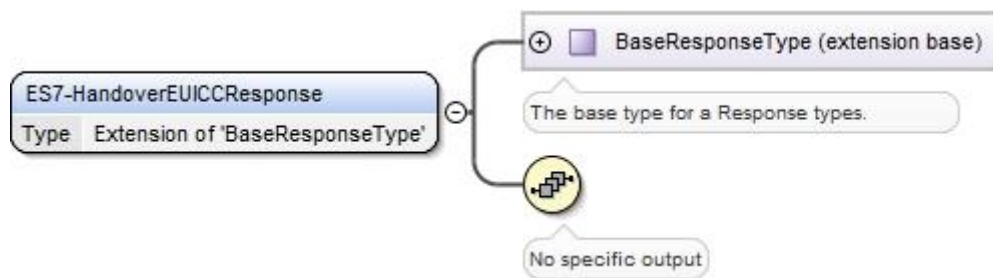 BaseResponseType (extension base)
ES7-HandoverEUICCResponse
Type Extension of 'BaseResponseType'
The base type for a Response types.
No specific output